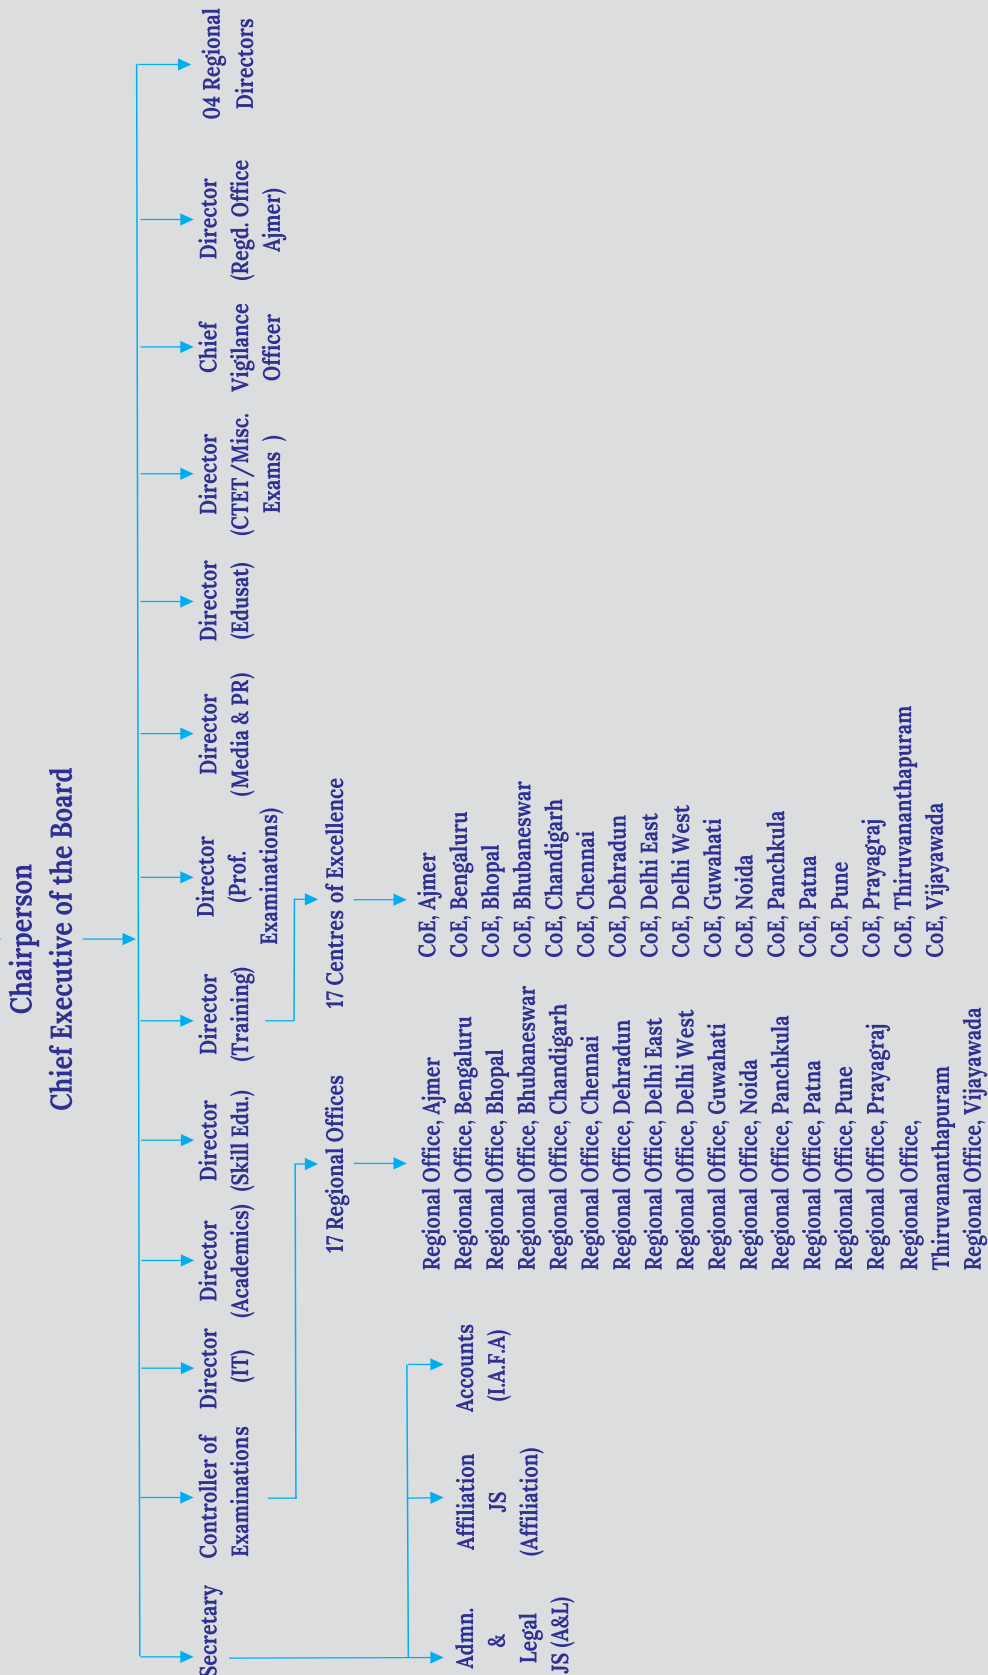 Chairperson
Chief Executive of the Board
Secretary
Controller of
Examinations
Director
(IT)
Director
(Academics)
Director
(Skill Edu.)
Director
(Training)
Director
(Prof.
Examinations)
Director
(Media & PR)
Director
(Edusat)
Director
(CTET/Misc.
Exams )
Chief
Vigilance
Officer
Director
(Regd. Office
Ajmer)
04 Regional
Directors
17 Regional Offices
17 Centres of Excellence
Admn.
&
Legal
JS (A&L)
Affiliation
JS
(Affiliation)
Accounts
(I.A.F.A)
Regional Office, Ajmer
Regional Office, Bengaluru
Regional Office, Bhopal
Regional Office, Bhubaneswar
Regional Office, Chandigarh
Regional Office, Chennai
Regional Office, Dehradun
Regional Office, Delhi East
Regional Office, Delhi West
Regional Office, Guwahati
Regional Office, Noida
Regional Office, Panchkula
Regional Office, Patna
Regional Office, Pune
Regional Office, Prayagraj
Regional Office,
Thiruvananthapuram
Regional Office, Vijayawada
CoE, Ajmer
CoE, Bengaluru
CoE, Bhopal
CoE, Bhubaneswar
CoE, Chandigarh
CoE, Chennai
CoE, Dehradun
CoE, Delhi East
CoE, Delhi West
CoE, Guwahati
CoE, Noida
CoE, Panchkula
CoE, Patna
CoE, Pune
CoE, Prayagraj
CoE, Thiruvananthapuram
CoE, Vijayawada